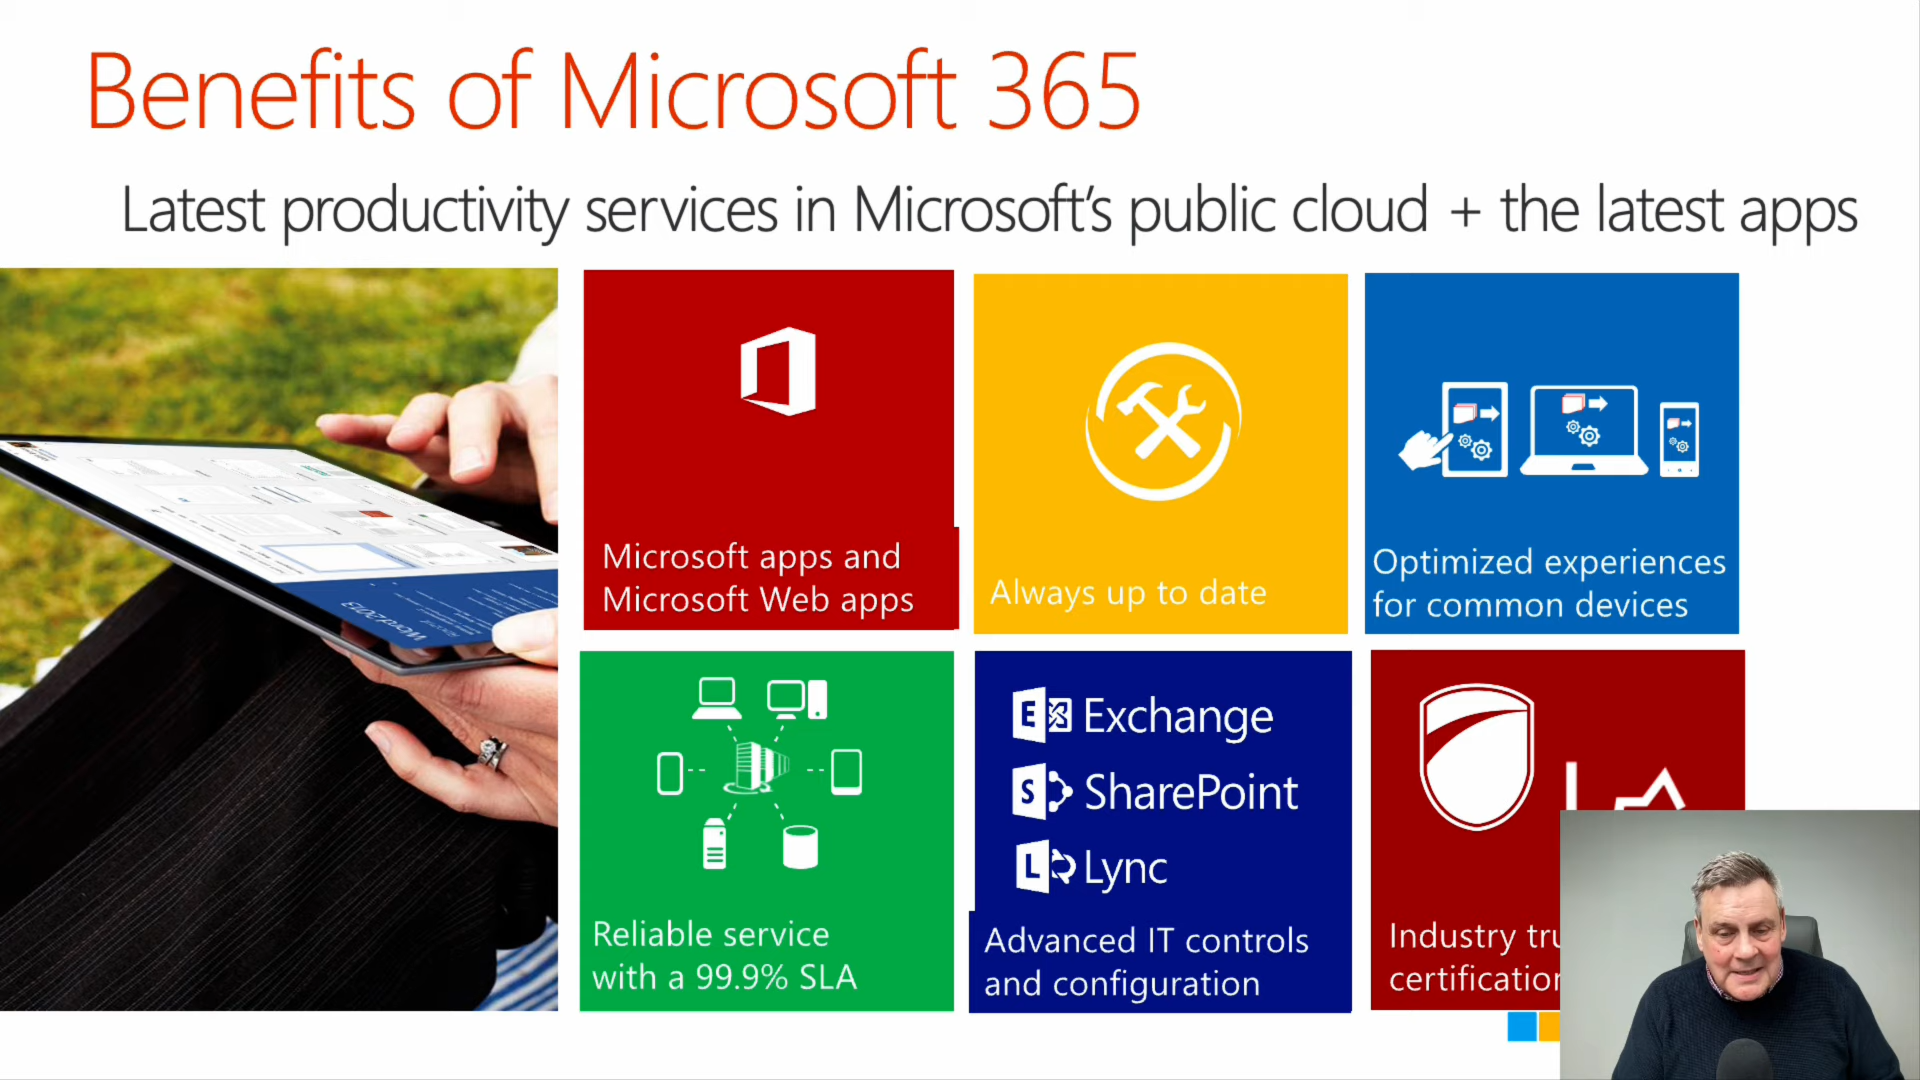 Benefits of Microsoft 365
Latest productivity services in Microsoft's public cloud + the latest apps
Microsoft apps and
Microsoft Web apps
Always up to date
Optimized experiences
for common devices
Word2013
Reliable service
with a 99.9% SLA
E Exchange
S SharePoint
L Lync
Advanced IT controls
and configuration
Industry